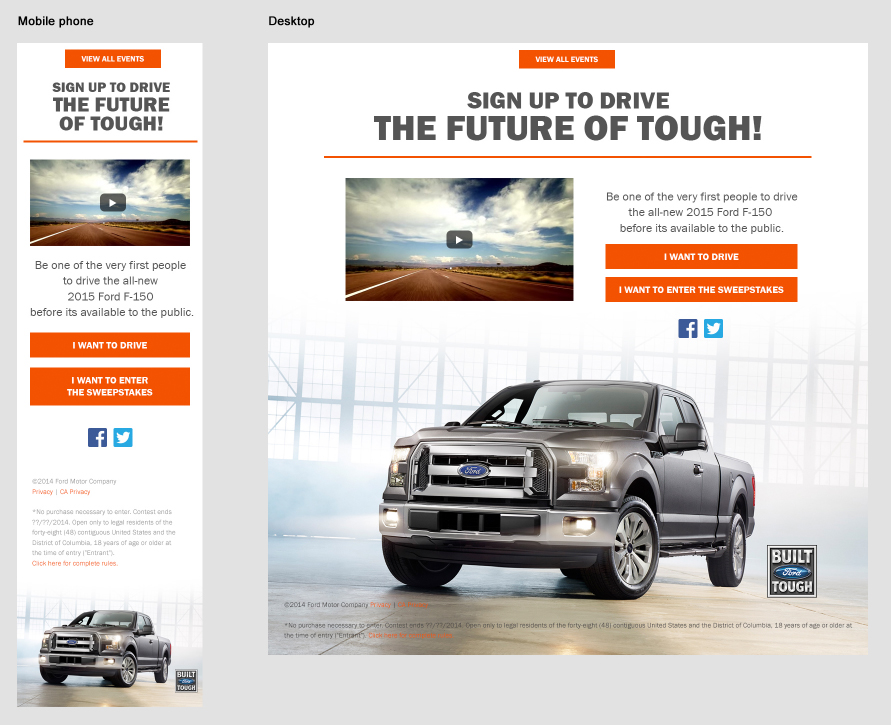 Mobile phone
VIEW ALL EVENTS
SIGN UP TO DRIVE
THE FUTURE
OF TOUGH!
Be one of the very first people
to drive the all-new
2015 Ford F-150
before its available to the public.
I WANT TO DRIVE
I WANT TO ENTER
THE SWEEPSTAKES
©2014 Ford Motor Company
Privacy | CA Privacy
*No purchase necessary to enter. Contest ends
??/??/2014. Open only to legal residents of the
forty-eight (48) contiguous United States and the
District of Columbia, 18 years of age or older at
the time of entry ("Entrant").
Click here for complete rules.
BUILT
Ford
TOUGH
Desktop
VIEW ALL EVENTS
SIGN UP TO DRIVE
THE FUTURE OF TOUGH!
Be one of the very first people to drive
the all-new 2015 Ford F-150
before its available to the public.
I WANT TO DRIVE
I WANT TO ENTER THE SWEEPSTAKES
Ford
BUILT
Ford
TOUGH
©2014 Ford Motor Company Privacy |
*No purchase necessary to enter. Contest ends ??/??/2014. Open only to legal residents of the forty-eight (48) contiguous United States and the District of Columbia, 18 years of age or older at
the time of entry ("Entrant").